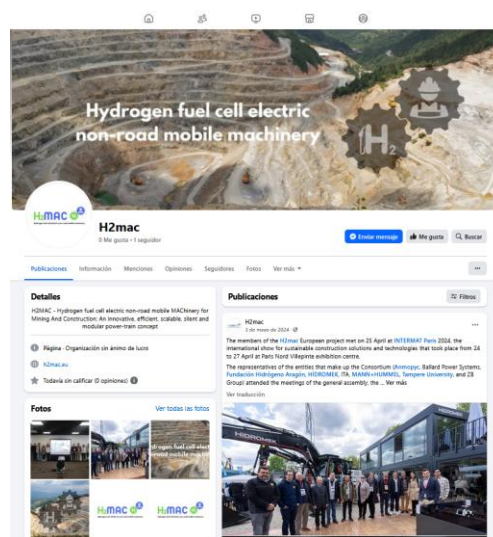 Hydrogen fuel cell electric
non-road mobile machinery
H2
H2MAC
H2mac
0 Me gusta • 1 seguidor
Enviar mensaje
Me gusta
Buscar
Publicaciones
Información
Menciones
Opiniones
Seguidores
Fotos
Ver más
Detalles
H2MAC - Hydrogen fuel cell electric non-road mobile MAChinery for
Mining And Construction: An innovative, efficient, scalable, silent and
modular power-train concept
Página · Organización sin ánimo de lucro
h2mac.eu
Todavía sin calificar (0 opiniones)
Fotos
Ver todas las fotos
H2MAC
H2MAC
Publicaciones
Filtros
H2mac
3 de mayo de 2024
The members of the H2mac European project met on 25 April at INTERMAT Paris 2024, the
international show for sustainable construction solutions and technologies that took place from 24
to 27 April at Paris Nord Villepinte exhibition centre.
The representatives of the entities that make up the Consortium (Anmopyc, Ballard Power Systems,
Fundación Hidrógeno Aragón, HIDROMEK, ITA, MANN+HUMMEL, Tampere University, and ZB
Group) attended the meetings of the general assembly, the ... Ver más
Ver traducción
HIDROMEK
HIDROMEK